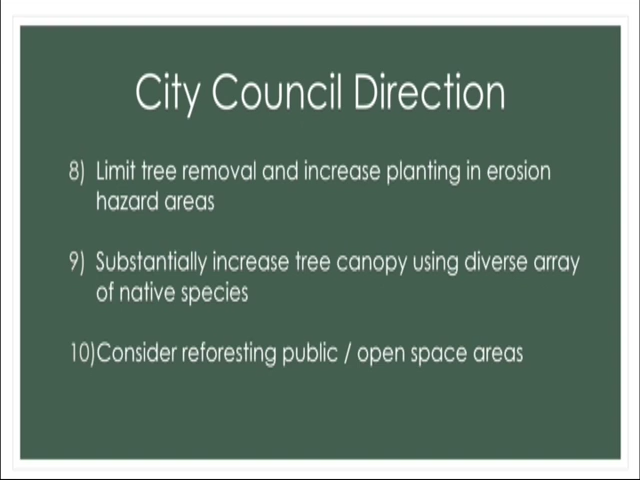 City Council Direction
8) Limit tree removal and increase planting in erosion
hazard areas
9) Substantially increase tree canopy using diverse array
of native species
10)Consider reforesting public / open space areas